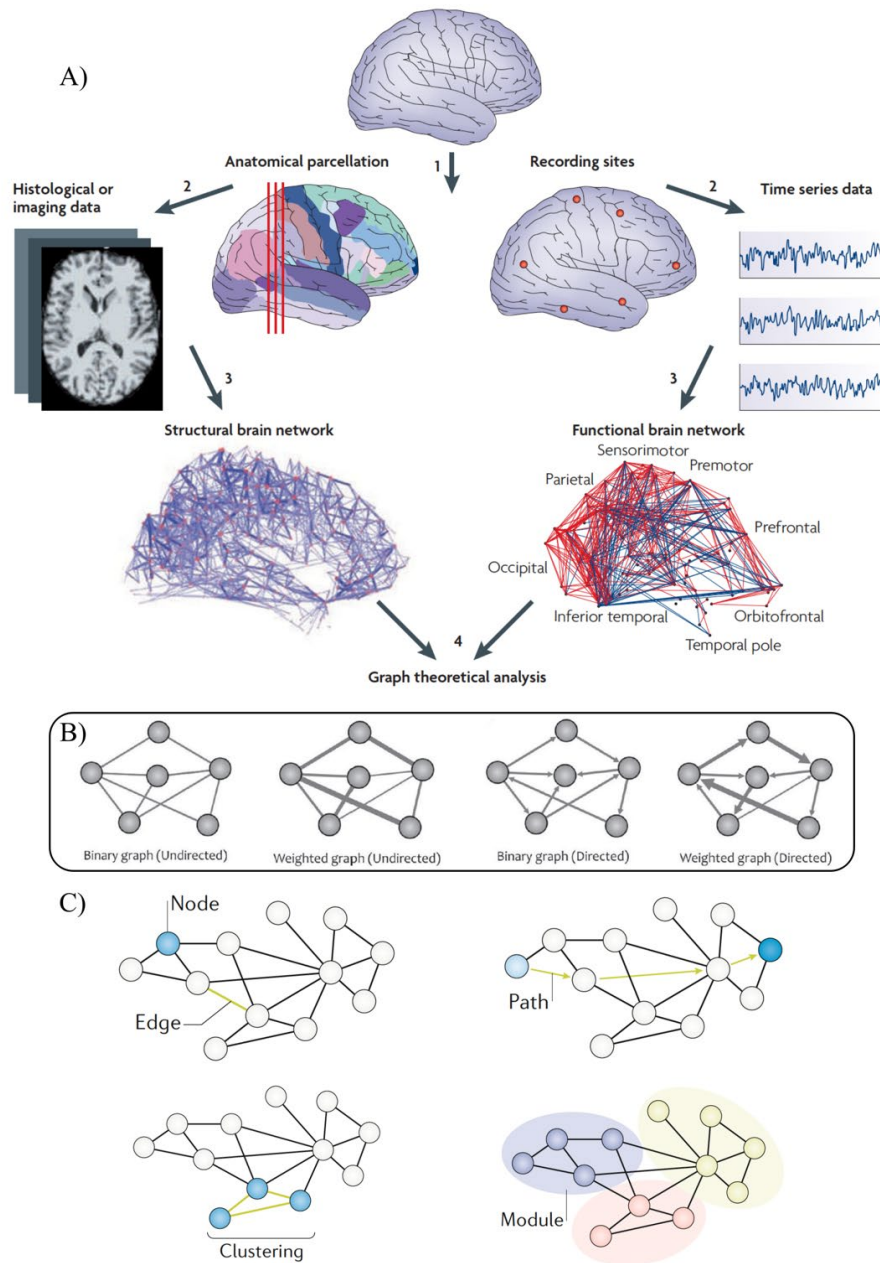 A)
1
Anatomical parcellation
Recording sites
Histological or
imaging data
2
2
Time series data
3
3
Structural brain network
Functional brain network
Sensorimotor
Premotor
Parietal
Prefrontal
Occipital
Inferior temporal
Orbitofrontal
Temporal pole
4
Graph theoretical analysis
B)
Binary graph (Undirected)
Weighted graph (Undirected)
Binary graph (Directed)
Weighted graph (Directed)
C)
Node
Edge
Path
Clustering
Module